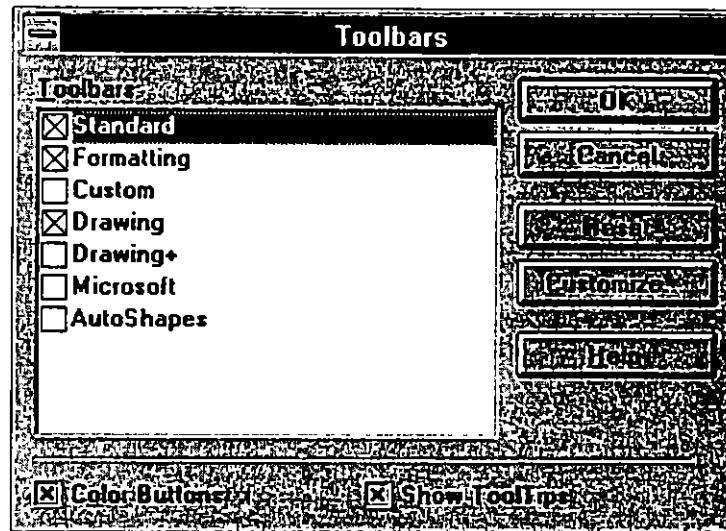 Toolbars
Toolbars
Standard
Formatting
Custom
Drawing
Drawing+
Microsoft
AutoShapes
OK
Cancel
Reset
Customize
Help
Color Buttons
Show ToolTips